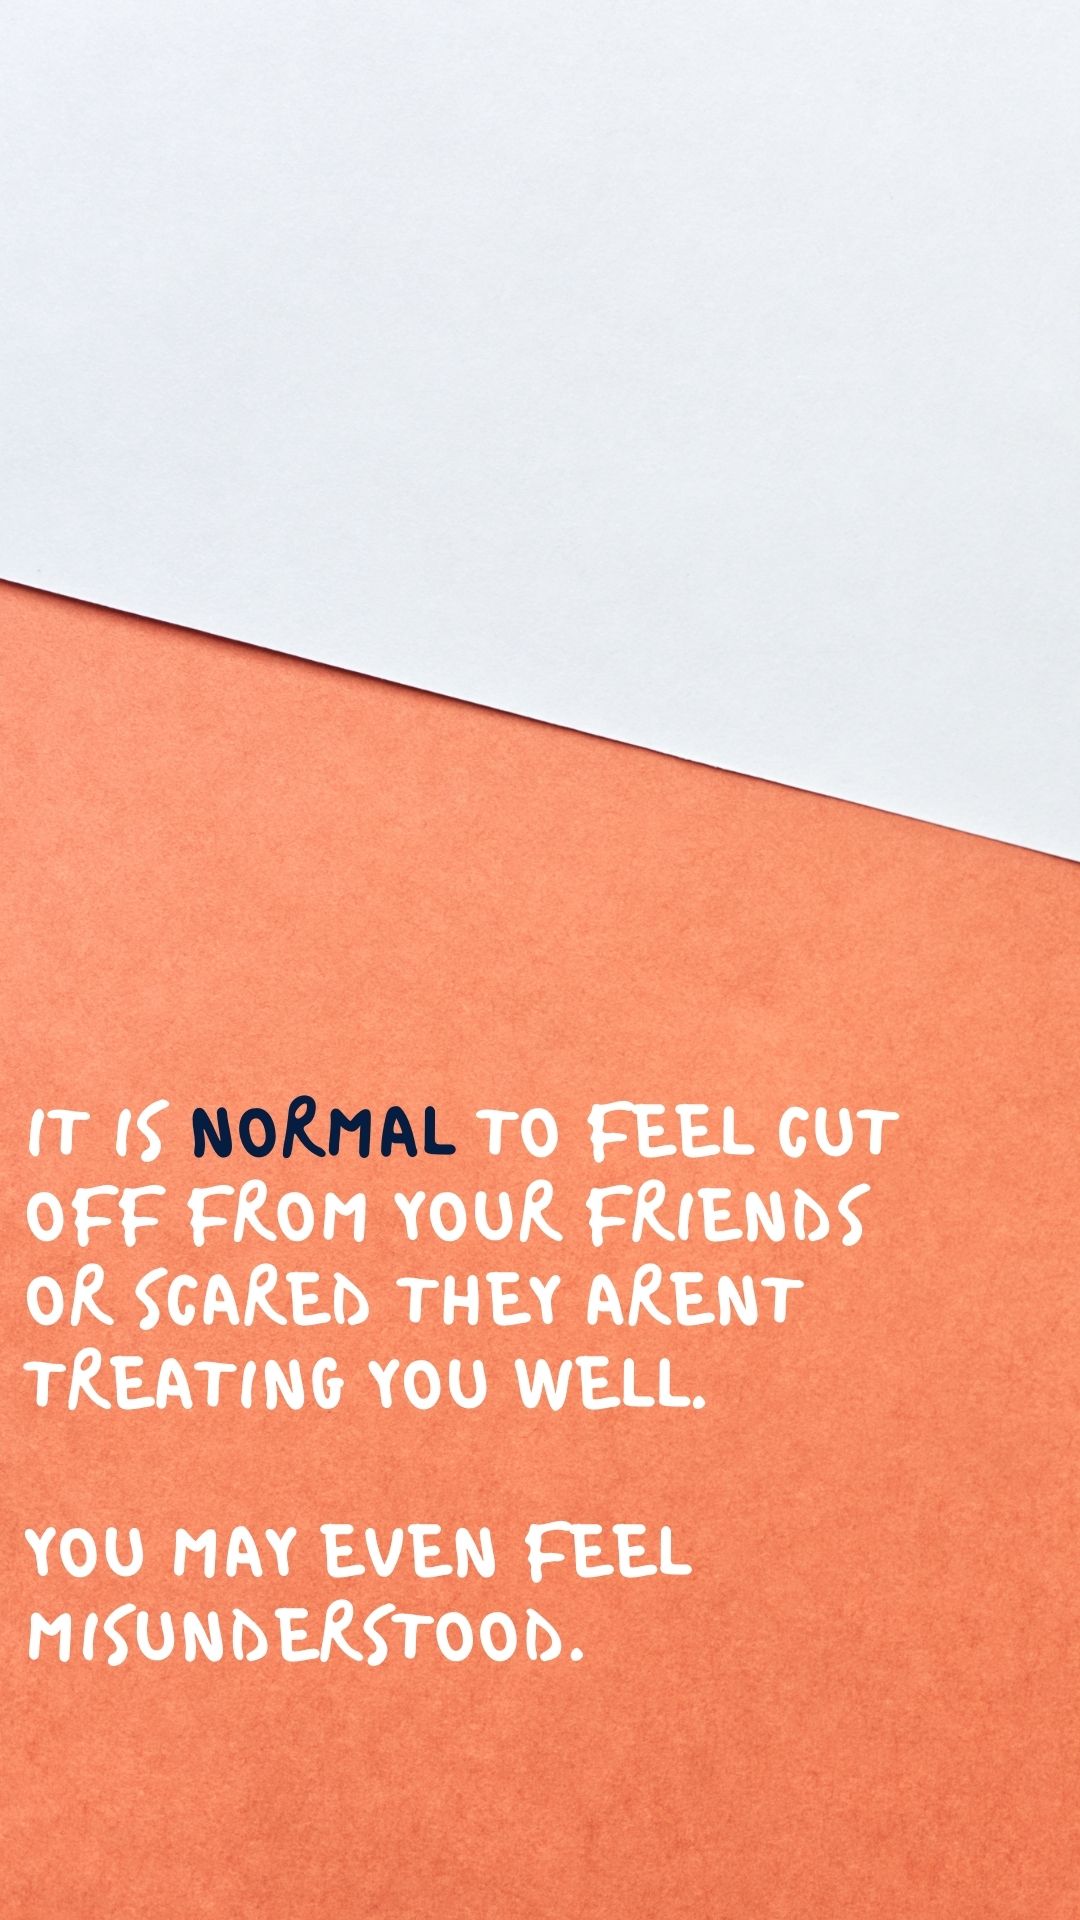 IT IS NORMAL TO FEEL CUT
OFF FROM YOUR FRIENDS
OR SCARED THEY ARENT
TREATING YOU WELL.
YOU MAY EVEN FEEL
MISUNDERSTOOD.